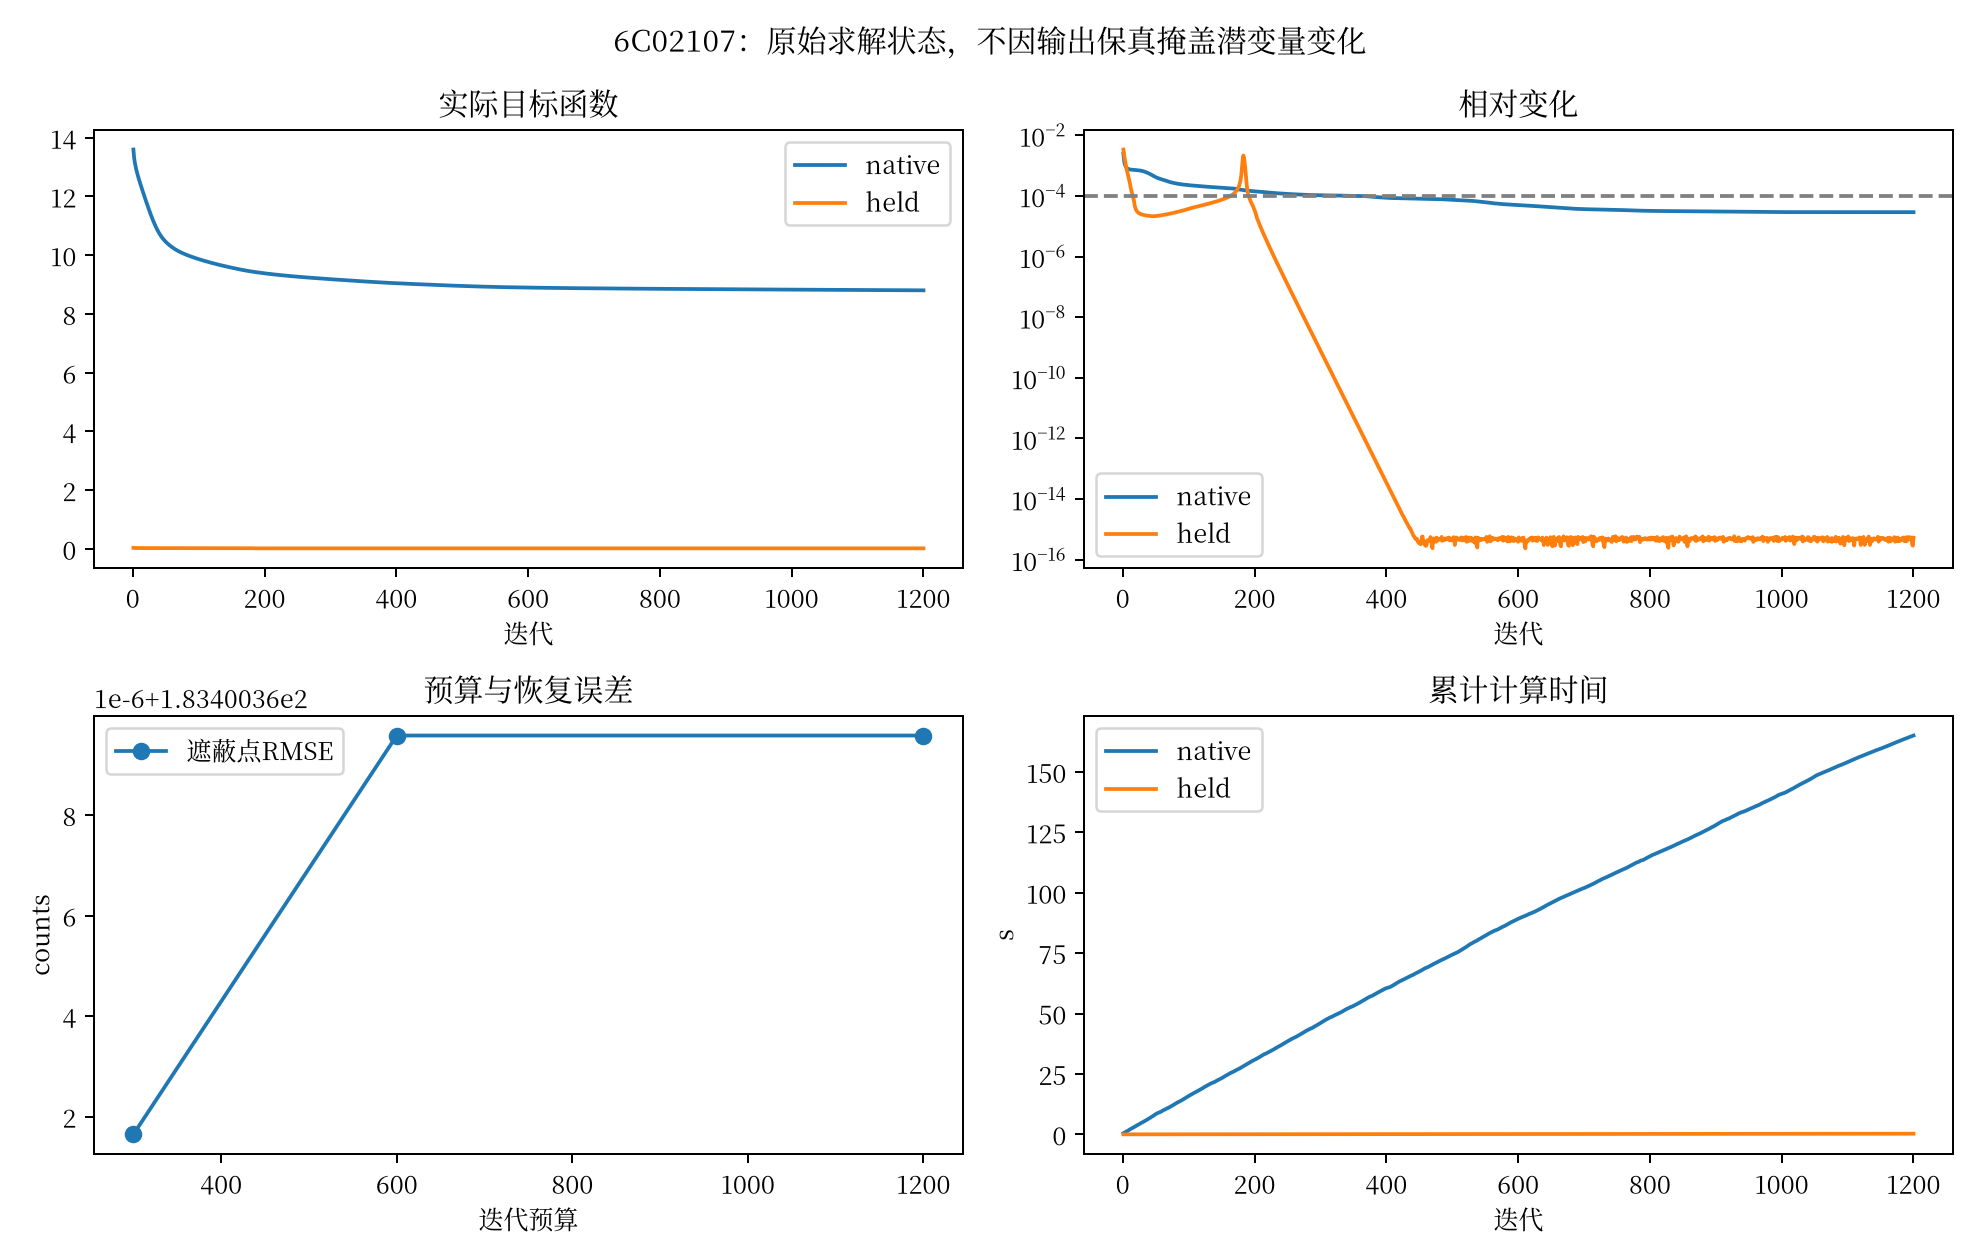 6C02107：原始求解状态，不因输出保真掩盖潜变量变化
实际目标函数
14
12
10
8
6
4
2
0
native
held
0 200 400 600 800 1000 1200
迭代
相对变化
10⁻²
10⁻⁴
10⁻⁶
10⁻⁸
10⁻¹⁰
10⁻¹²
10⁻¹⁴
10⁻¹⁶
native
held
0 200 400 600 800 1000 1200
迭代
预算与恢复误差
1e-6+1.8340036e2
遮蔽点RMSE
counts
8
6
4
2
400 600 800 1000 1200
迭代预算
累计计算时间
native
held
s
150
125
100
75
50
25
0
0 200 400 600 800 1000 1200
迭代